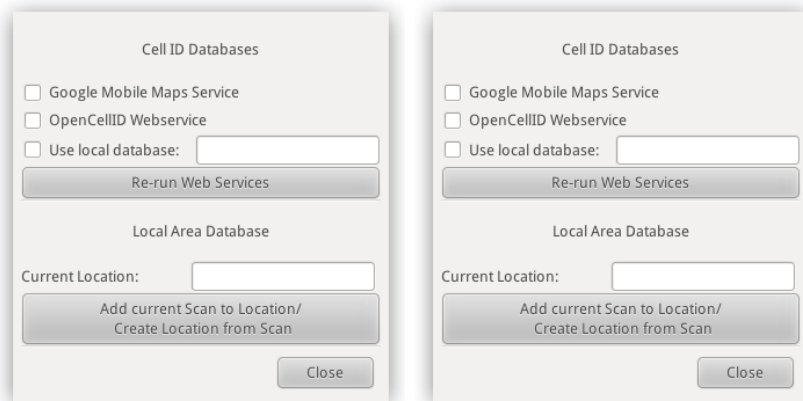 Cell ID Databases
Google Mobile Maps Service
OpenCellID Webservice
Use local database:
Re-run Web Services
Local Area Database
Current Location:
Add current Scan to Location/
Create Location from Scan
Close
Cell ID Databases
Google Mobile Maps Service
OpenCellID Webservice
Use local database:
Re-run Web Services
Local Area Database
Current Location:
Add current Scan to Location/
Create Location from Scan
Close